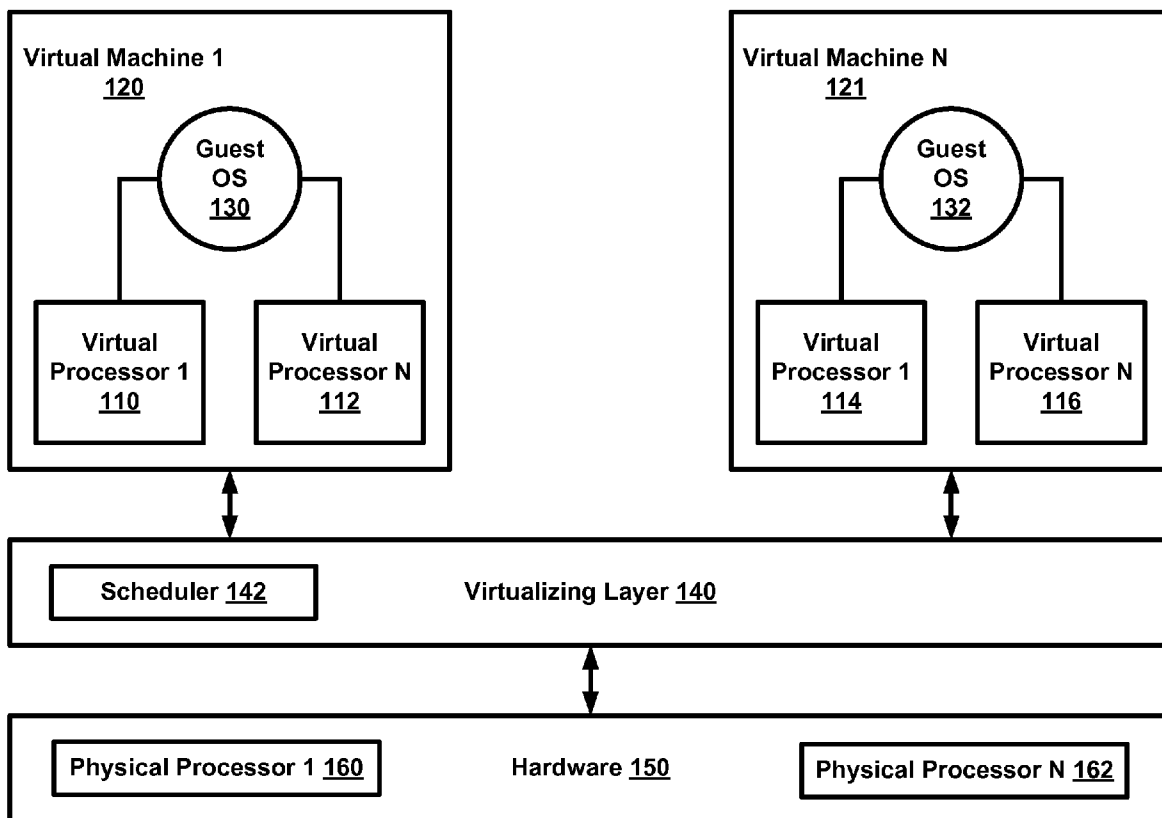 Virtual Machine 1
120
Guest
OS
130
Virtual
Processor 1
110
Virtual
Processor N
112
Virtual Machine N
121
Guest
OS
132
Virtual
Processor 1
114
Virtual
Processor N
116
Scheduler 142
Virtualizing Layer 140
Physical Processor 1 160
Hardware 150
Physical Processor N 162